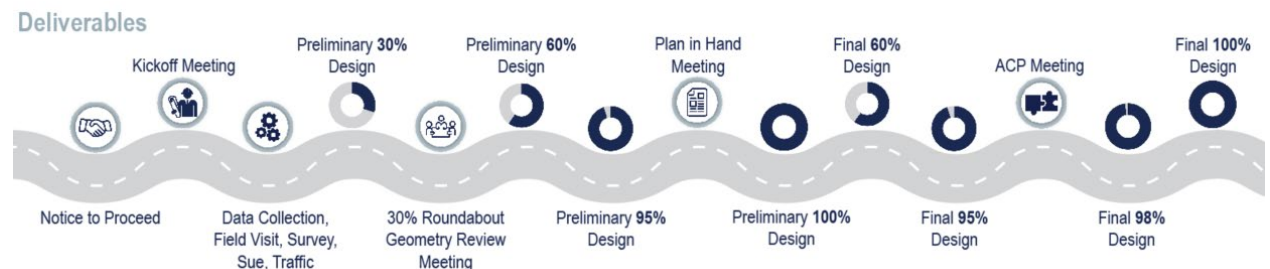 Deliverables
Notice to Proceed
Kickoff Meeting
Data Collection,
Field Visit, Survey,
Sue, Traffic
Preliminary 30%
Design
30% Roundabout
Geometry Review
Meeting
Preliminary 60%
Design
Preliminary 95%
Design
Plan in Hand
Meeting
Preliminary 100%
Design
Final 60%
Design
Final 95%
Design
ACP Meeting
Final 98%
Design
Final 100%
Design